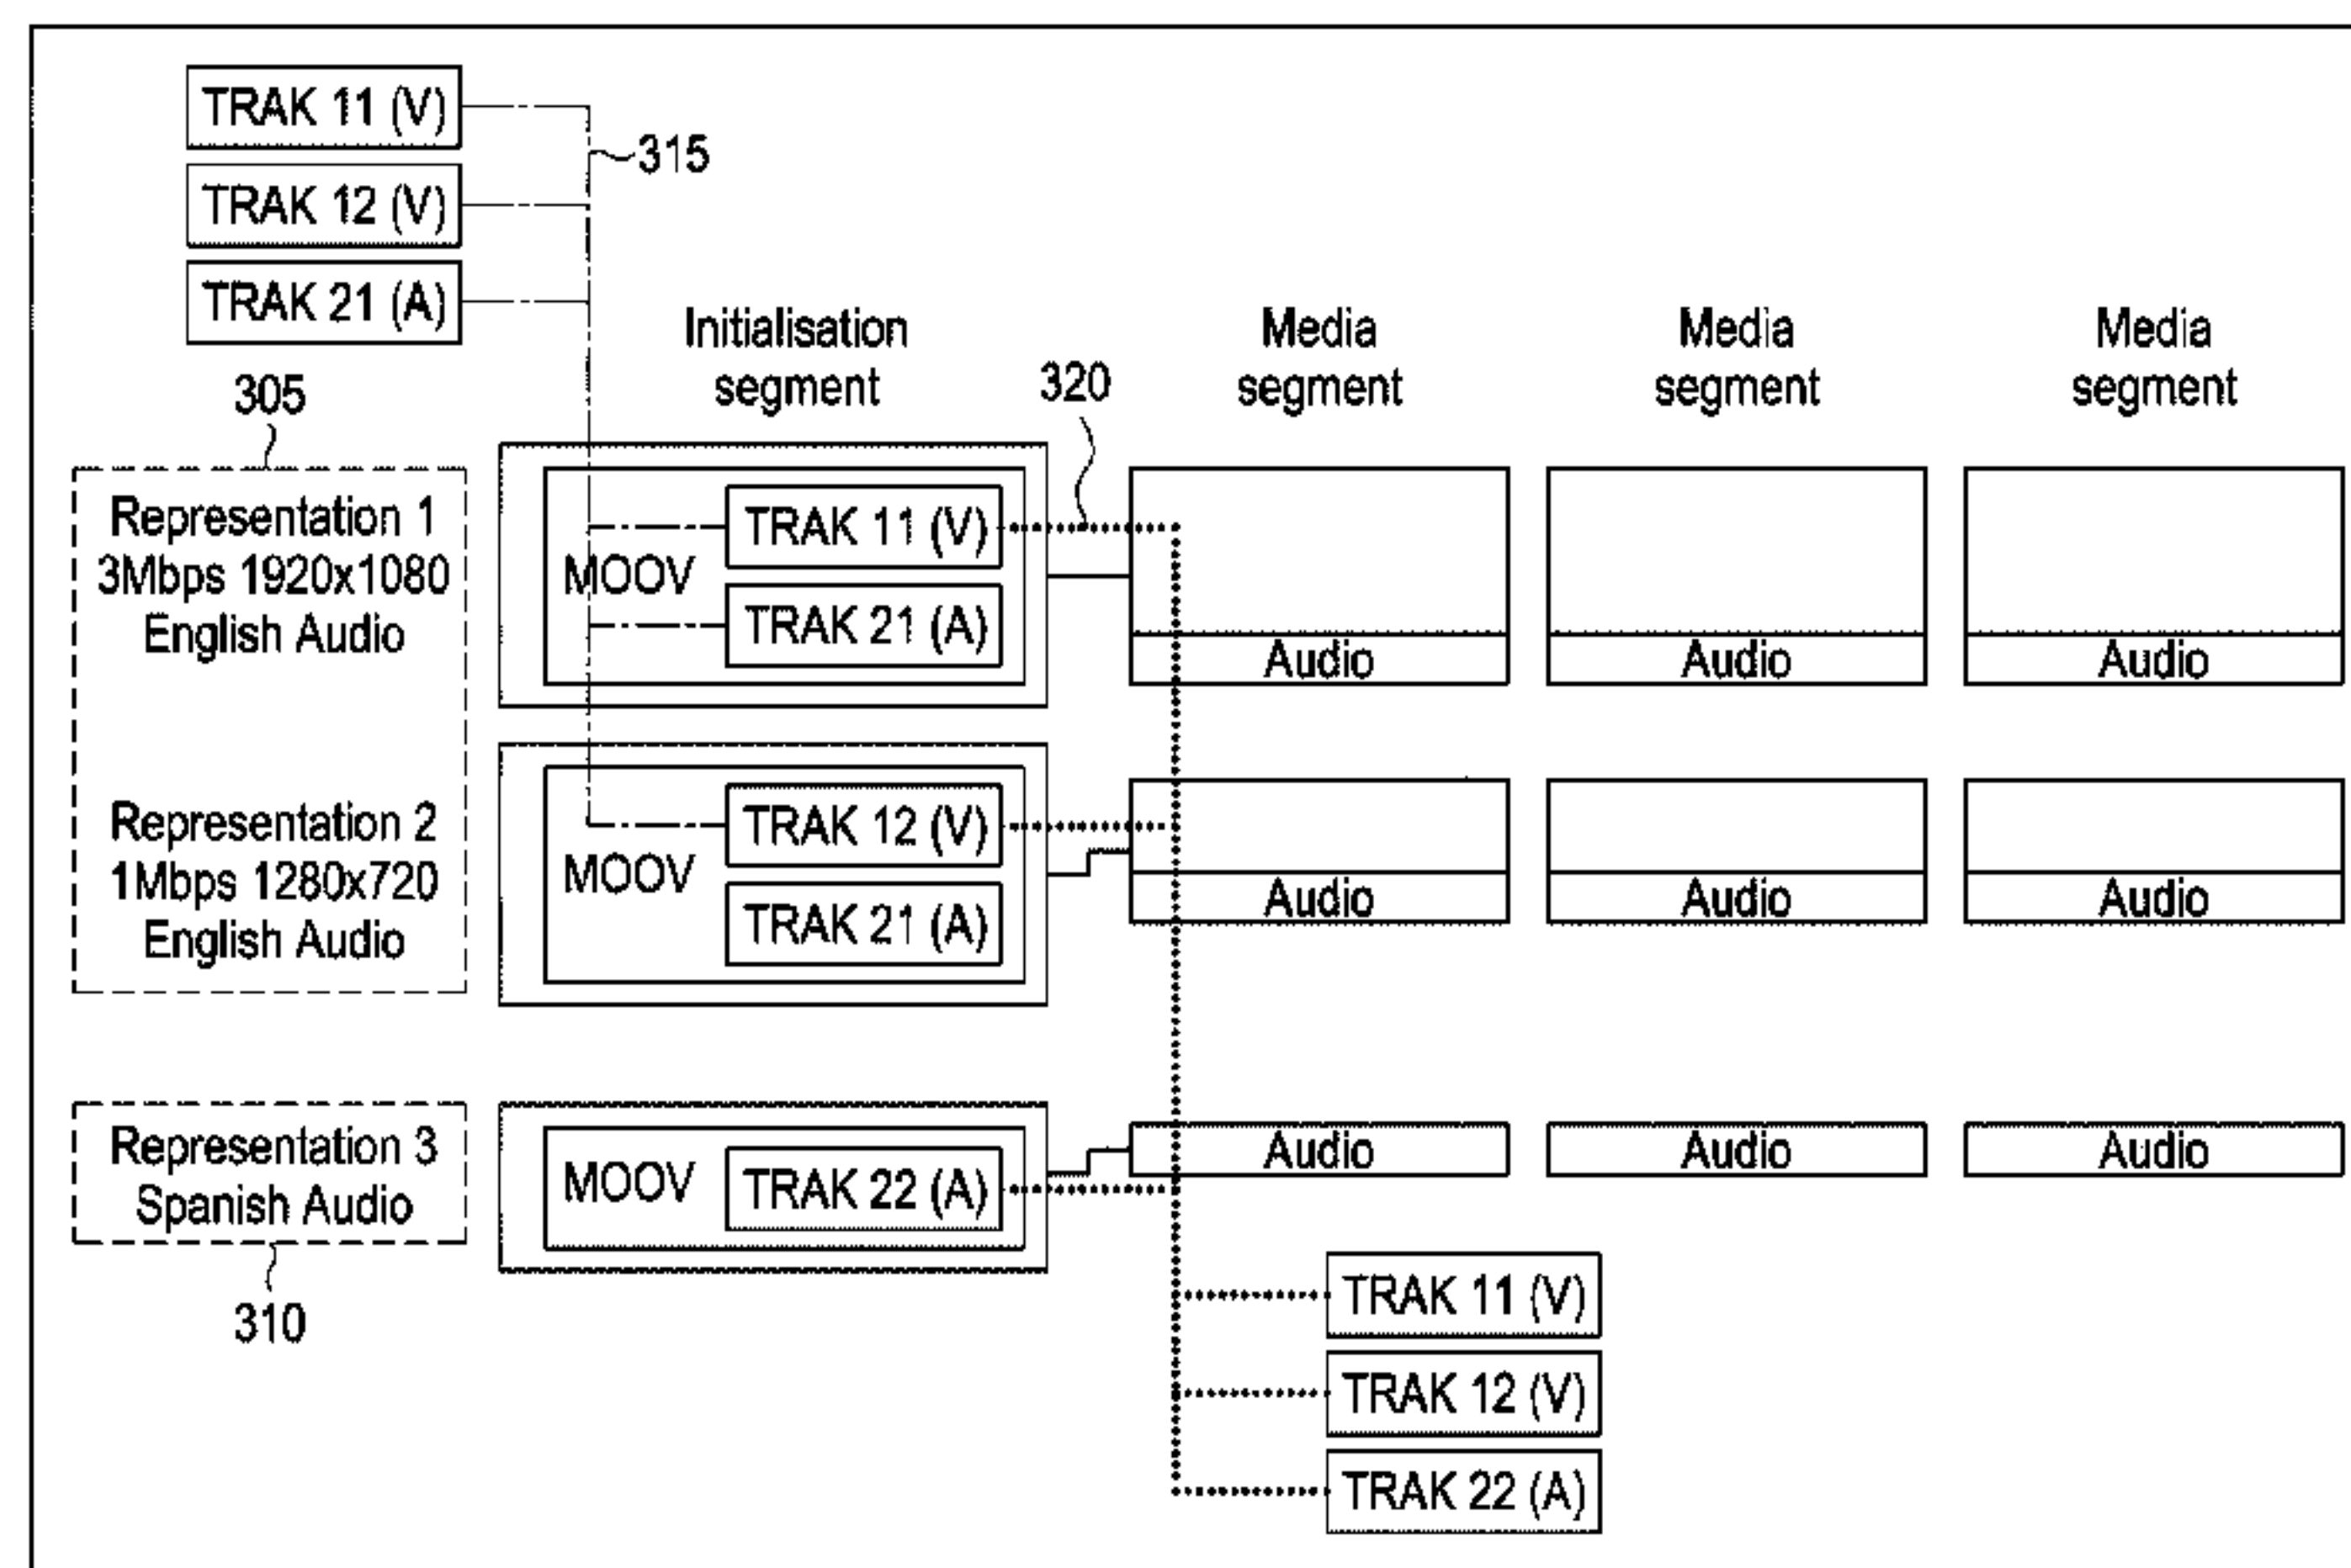 TRAK 11 (V)
315
TRAK 12 (V)
TRAK 21 (A)
Initialisation
segment
Media
segment
Media
segment
Media
segment
305
320
Representation 1
3Mbps 1920x1080
English Audio
MOOV
TRAK 11 (V)
TRAK 21 (A)
Audio
Audio
Audio
Representation 2
1Mbps 1280x720
English Audio
MOOV
TRAK 12 (V)
TRAK 21 (A)
Audio
Audio
Audio
Representation 3
Spanish Audio
MOOV
TRAK 22 (A)
Audio
Audio
Audio
310
TRAK 11 (V)
TRAK 12 (V)
TRAK 22 (A)